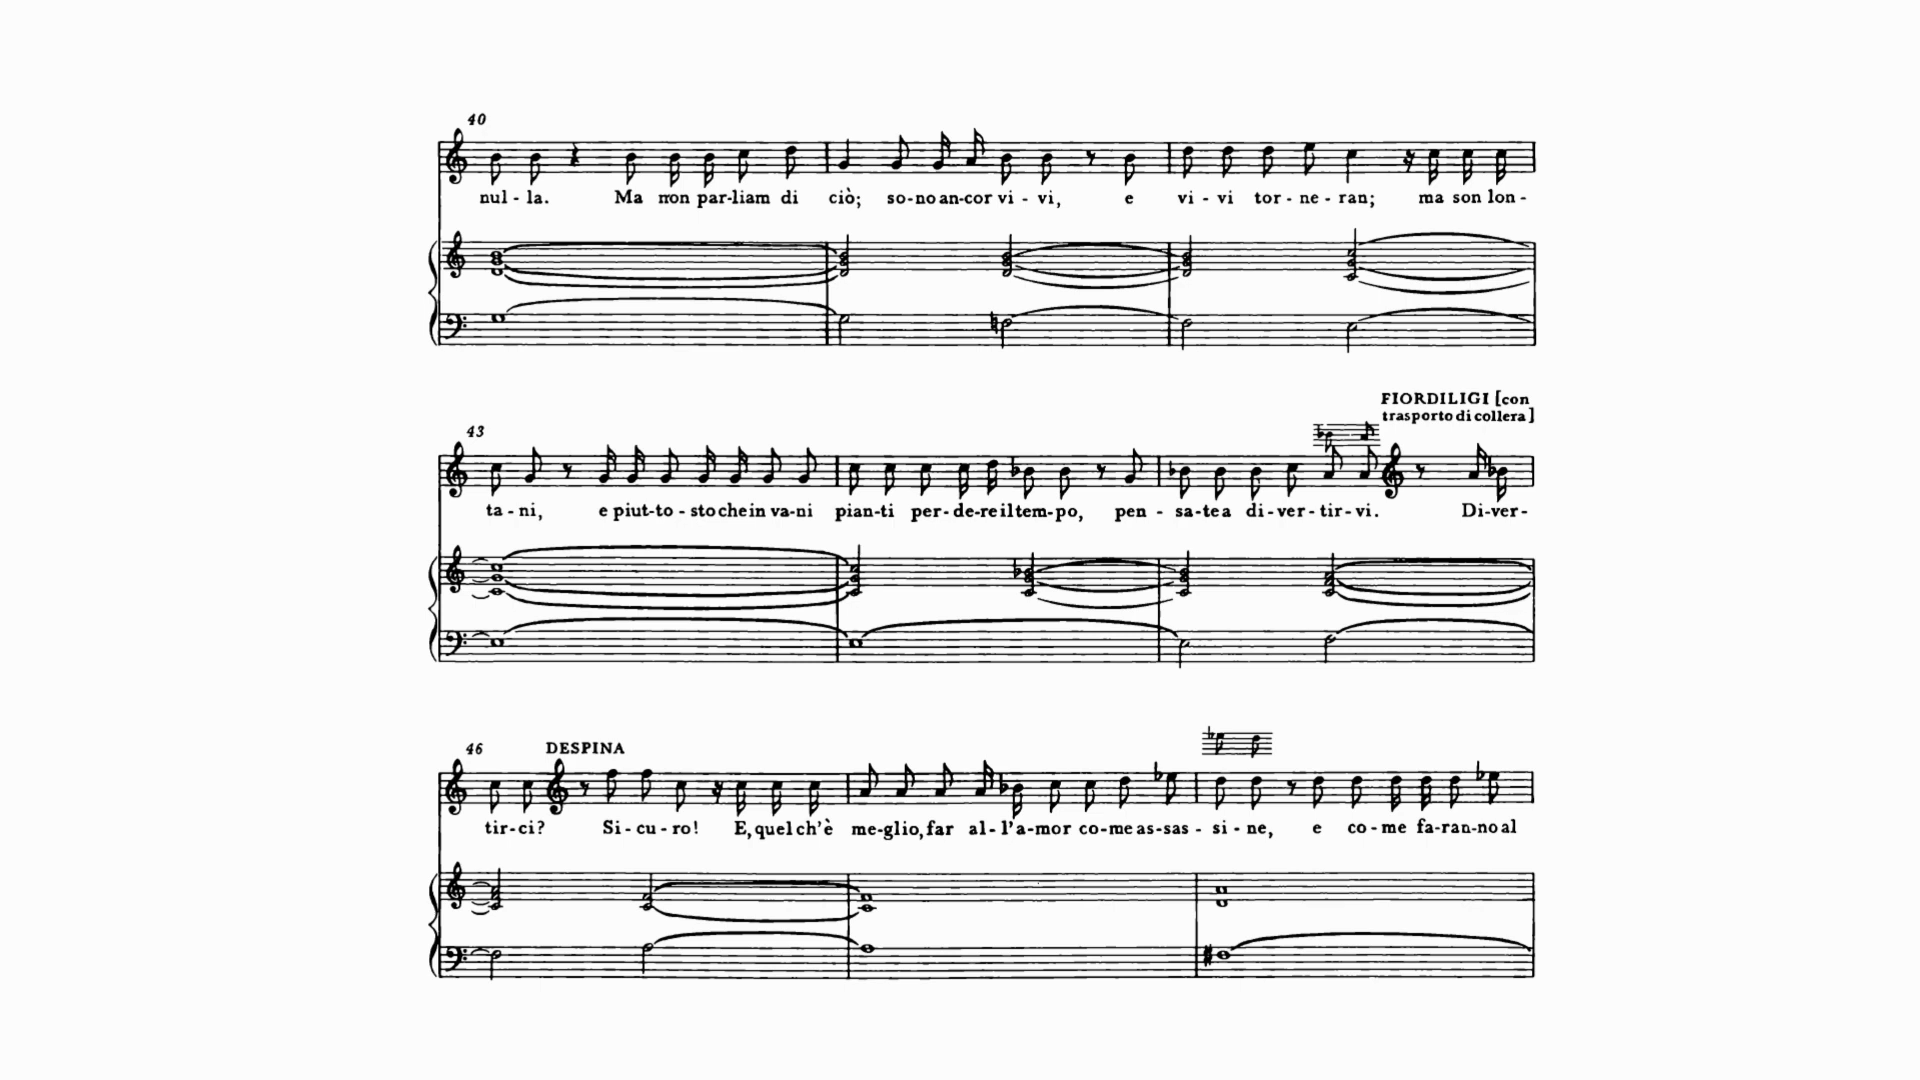 40
nul - la. Ma non par-liam di ciò; so-no an-cor vi - vi, e vi - vi tor - ne - ran; ma son lon -
FIORDILIGI [con
trasporto di collera]
43
ta - ni, e piut-to - sto che in va-ni pian-ti per-de-re il tem-po, pen - sa-te a di-ver-tir-vi. Di-ver-
46 DESPINA
tir-ci? Si-cu-ro! E, quel ch'è me-glio, far al-l'a-mor co-me as-sas - si - ne, e co-me fa-ran-no al